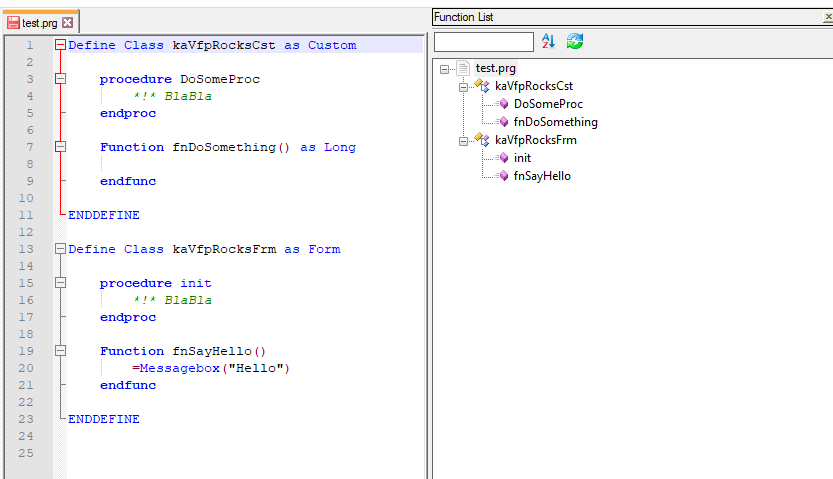 test.prg
1 Define Class kaVfpRocksCst as Custom
2
3 procedure DoSomeProc
4 *!* BlaBla
5 endproc
6
7 Function fnDoSomething() as Long
8
9 endfunc
10
11 ENDDEFINE
12
13 Define Class kaVfpRocksFrm as Form
14
15 procedure init
16 *!* BlaBla
17 endproc
18
19 Function fnSayHello()
20 =Messagebox("Hello")
21 endfunc
22
23 ENDDEFINE
24
25
Function List
AZ
test.prg
kaVfpRocksCst
DoSomeProc
fnDoSomething
kaVfpRocksFrm
init
fnSayHello